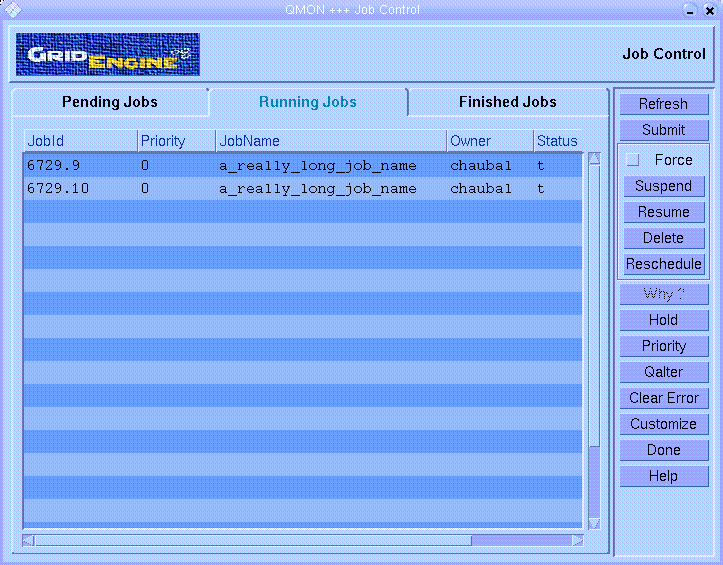 QMON +++ Job Control
GRID ENGINE
Job Control
Pending Jobs Running Jobs Finished Jobs
JobId Priority JobName Owner Status
6729.9 0 a_really_long_job_name chaubal t
6729.10 0 a_really_long_job_name chaubal t
Refresh
Submit
Force
Suspend
Resume
Delete
Reschedule
Why ?
Hold
Priority
Qalter
Clear Error
Customize
Done
Help